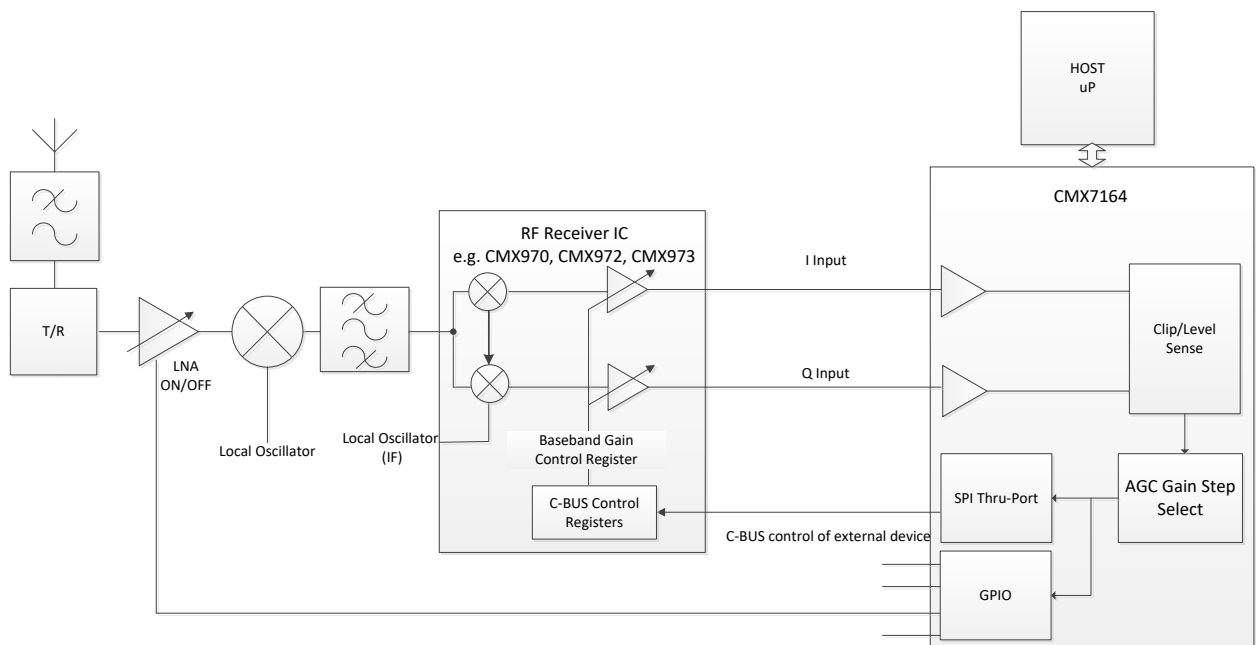 HOST
uP
CMX7164
RF Receiver IC
e.g. CMX970, CMX972, CMX973
I Input
Clip/Level
Sense
T/R
LNA
ON/OFF
Q Input
Local Oscillator
Local Oscillator
(IF)
Baseband Gain
Control Register
C-BUS Control
Registers
SPI Thru-Port
AGC Gain Step
Select
C-BUS control of external device
GPIO